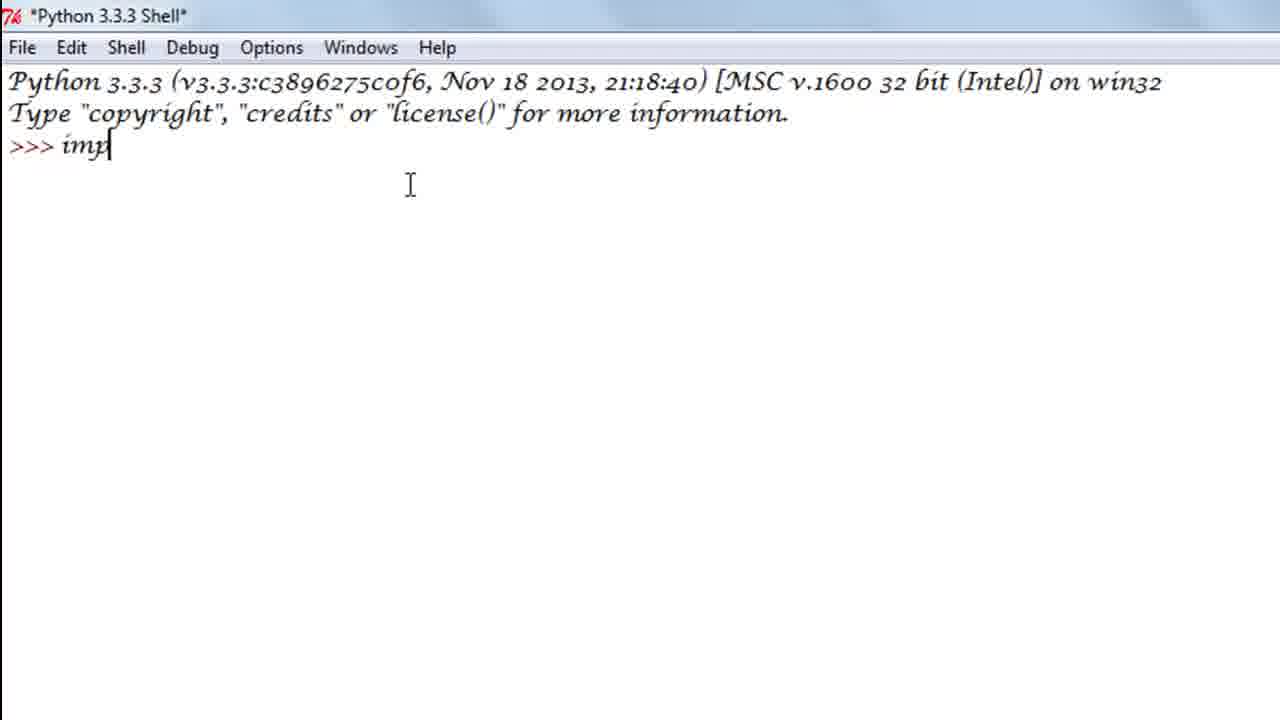 *Python 3.3.3 Shell*
File Edit Shell Debug Options Windows Help
Python 3.3.3 (v3.3.3:c3896275c0f6, Nov 18 2013, 21:18:40) [MSC v.1600 32 bit (Intel)] on win32
Type "copyright", "credits" or "license()" for more information.
>>> imp